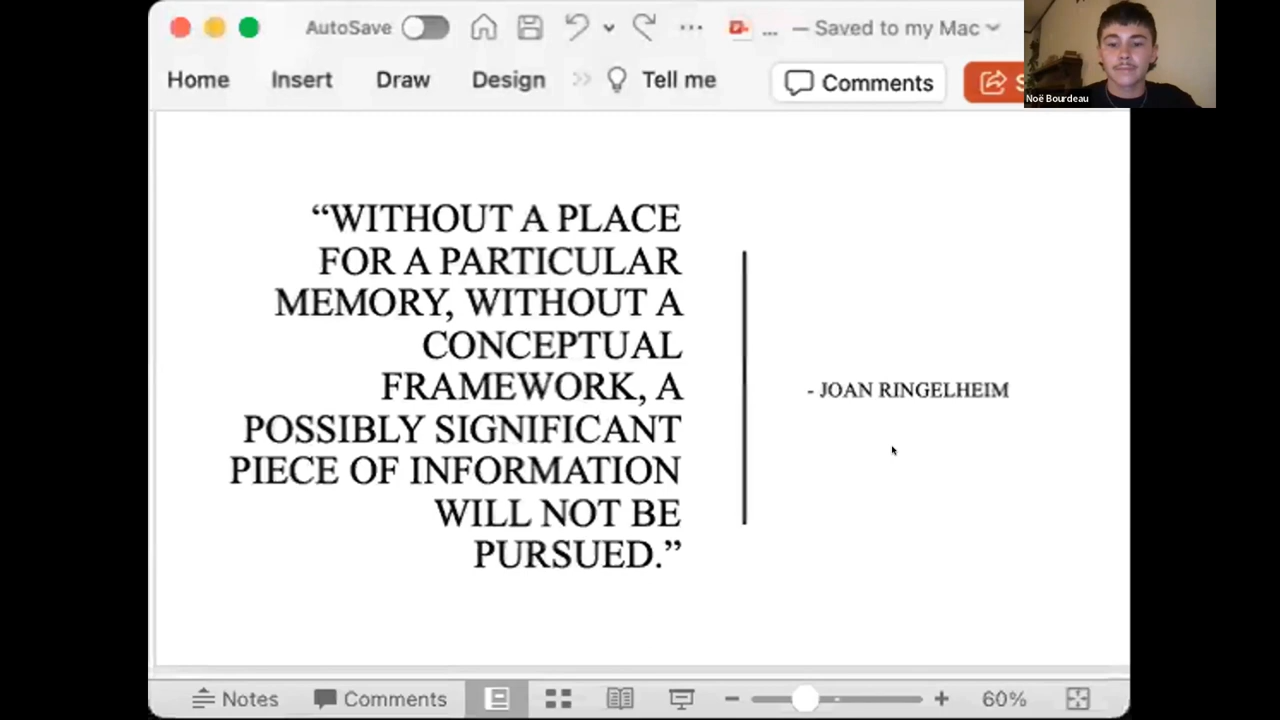 AutoSave
... — Saved to my Mac
Home Insert Draw Design Tell me Comments S
Noë Bourdeau
“WITHOUT A PLACE
FOR A PARTICULAR
MEMORY, WITHOUT A
CONCEPTUAL
FRAMEWORK, A
POSSIBLY SIGNIFICANT
PIECE OF INFORMATION
WILL NOT BE
PURSUED.”
- JOAN RINGELHEIM
Notes Comments 60%